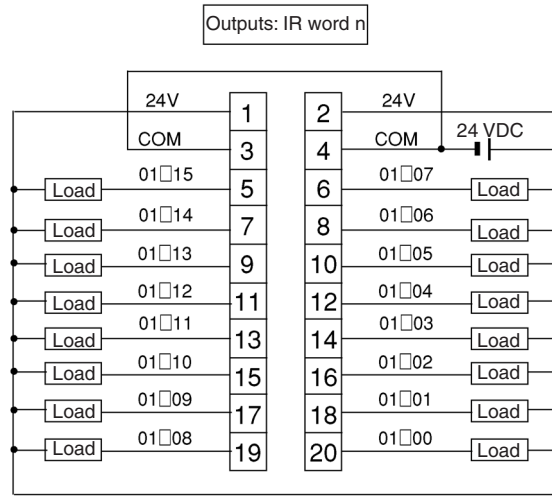 Outputs: IR word n
24V 1 2 24V
COM 3 4 COM 24 VDC
Load 01□15 5 6 01□07 Load
Load 01□14 7 8 01□06 Load
Load 01□13 9 10 01□05 Load
Load 01□12 11 12 01□04 Load
Load 01□11 13 14 01□03 Load
Load 01□10 15 16 01□02 Load
Load 01□09 17 18 01□01 Load
Load 01□08 19 20 01□00 Load